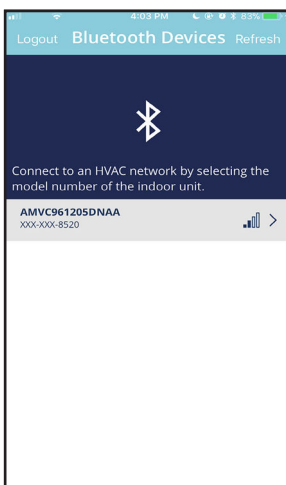 4:03 PM 83%
Logout Bluetooth Devices Refresh
Connect to an HVAC network by selecting the
model number of the indoor unit.
AMVC961205DNAA
XXX-XXX-8520